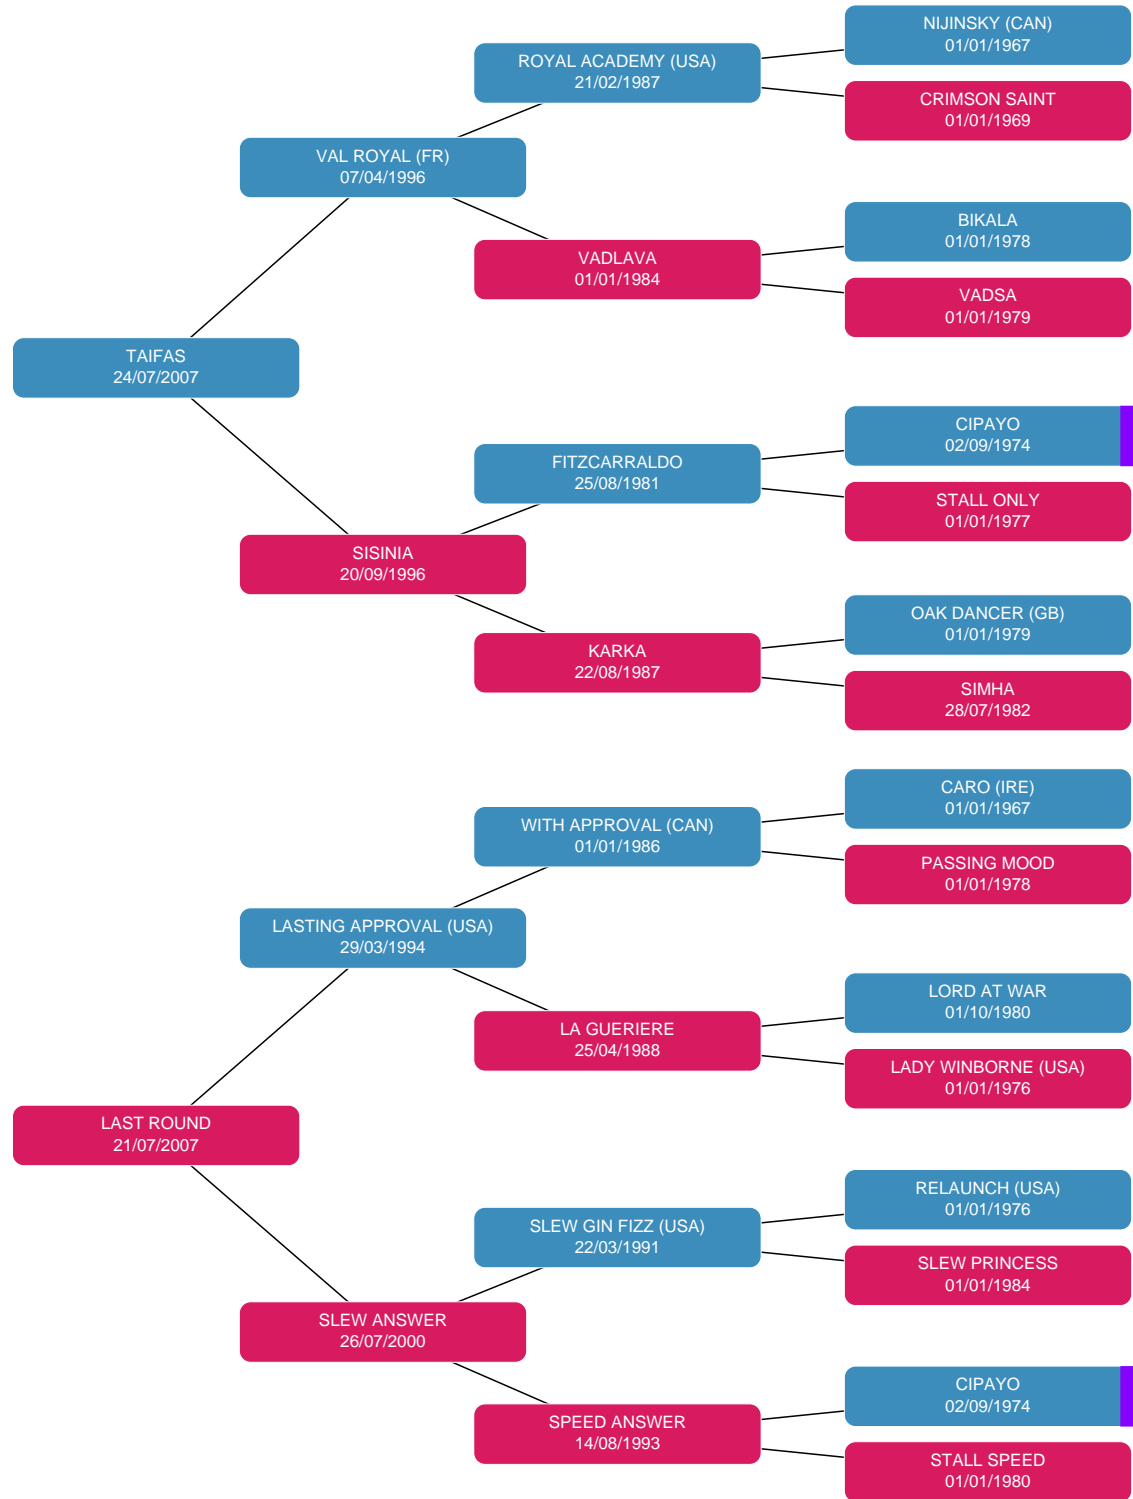 NIJINSKY (CAN)
01/01/1967
ROYAL ACADEMY (USA)
21/02/1987
CRIMSON SAINT
01/01/1969
VAL ROYAL (FR)
07/04/1996
BIKALA
01/01/1978
VADLAVA
01/01/1984
VADSA
01/01/1979
TAIFAS
24/07/2007
CIPAYO
02/09/1974
FITZCARRALDO
25/08/1981
STALL ONLY
01/01/1977
SISINIA
20/09/1996
OAK DANCER (GB)
01/01/1979
KARKA
22/08/1987
SIMHA
28/07/1982
CARO (IRE)
01/01/1967
WITH APPROVAL (CAN)
01/01/1986
PASSING MOOD
01/01/1978
LASTING APPROVAL (USA)
29/03/1994
LORD AT WAR
01/10/1980
LA GUERIERE
25/04/1988
LADY WINBORNE (USA)
01/01/1976
LAST ROUND
21/07/2007
RELAUNCH (USA)
01/01/1976
SLEW GIN FIZZ (USA)
22/03/1991
SLEW PRINCESS
01/01/1984
SLEW ANSWER
26/07/2000
CIPAYO
02/09/1974
SPEED ANSWER
14/08/1993
STALL SPEED
01/01/1980